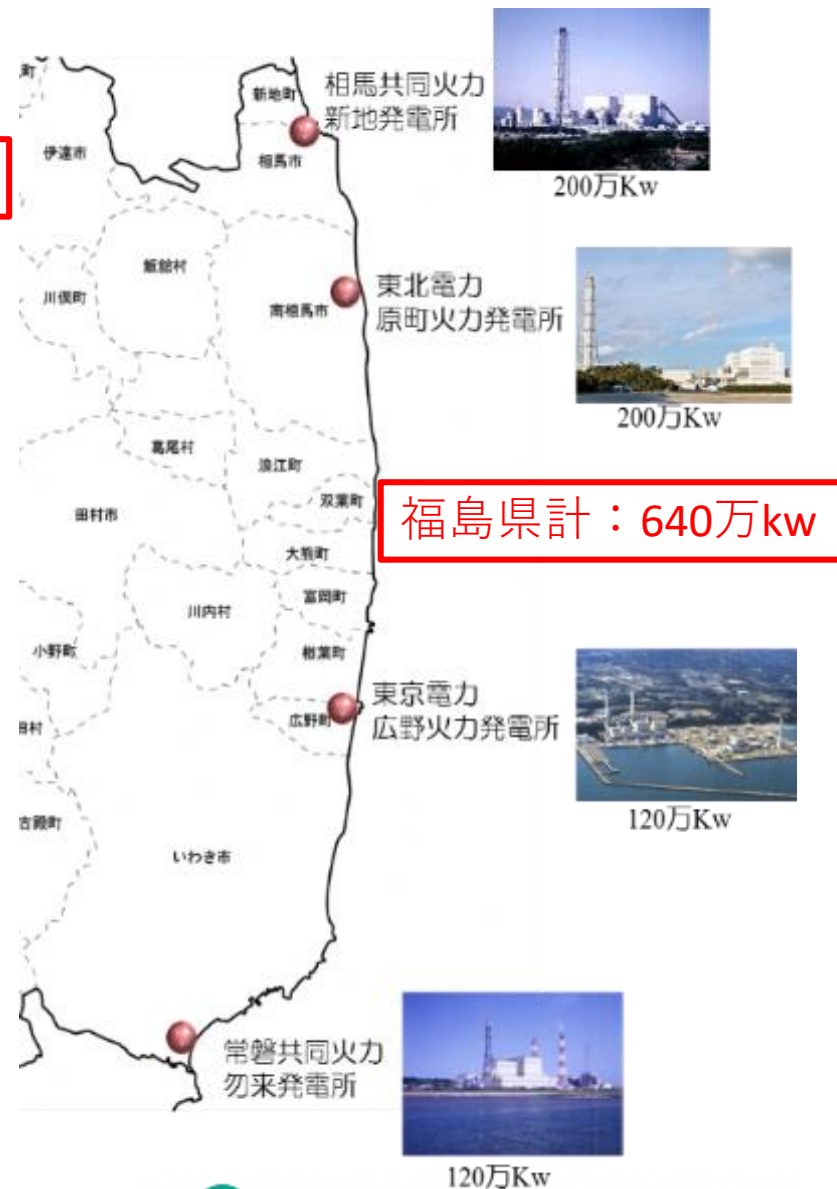 町
新地町
相馬共同火力
新地発電所
200万Kw
伊達市
相馬市
飯舘村
川俣町
南相馬市
東北電力
原町火力発電所
200万Kw
葛尾村
浪江町
双葉町
田村市
福島県計：640万kw
大熊町
富岡町
川内村
小野町
楢葉町
東京電力
広野火力発電所
広野町
120万Kw
村
古殿町
いわき市
常磐共同火力
勿来発電所
120万Kw